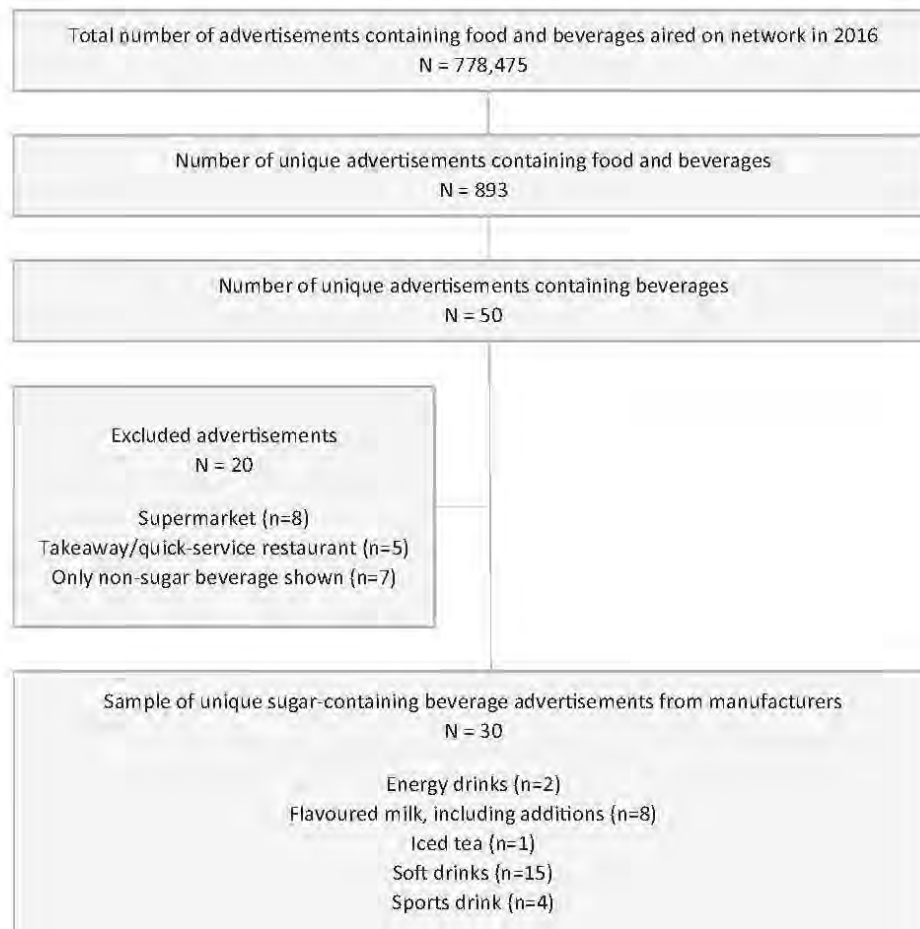 Total number of advertisements containing food and beverages aired on network in 2016
N = 778,475
Number of unique advertisements containing food and beverages
N = 893
Number of unique advertisements containing beverages
N = 50
Excluded advertisements
N = 20
Supermarket (n=8)
Takeaway/quick-service restaurant (n=5)
Only non-sugar beverage shown (n=7)
Sample of unique sugar-containing beverage advertisements from manufacturers
N = 30
Energy drinks (n=2)
Flavoured milk, including additions (n=8)
Iced tea (n=1)
Soft drinks (n=15)
Sports drink (n=4)